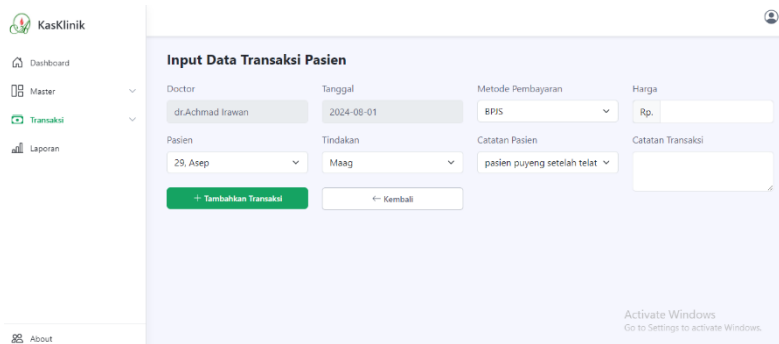 KasKlinik
Dashboard
Master
Transaksi
Laporan
About
Input Data Transaksi Pasien
Doctor
Tanggal
Metode Pembayaran
Harga
dr.Achmad Irawan
2024-08-01
BPJS
Rp.
Pasien
Tindakan
Catatan Pasien
Catatan Transaksi
29, Asep
Maag
pasien puyeng setelah telat
+ Tambahkan Transaksi
← Kembali
Activate Windows
Go to Settings to activate Windows.